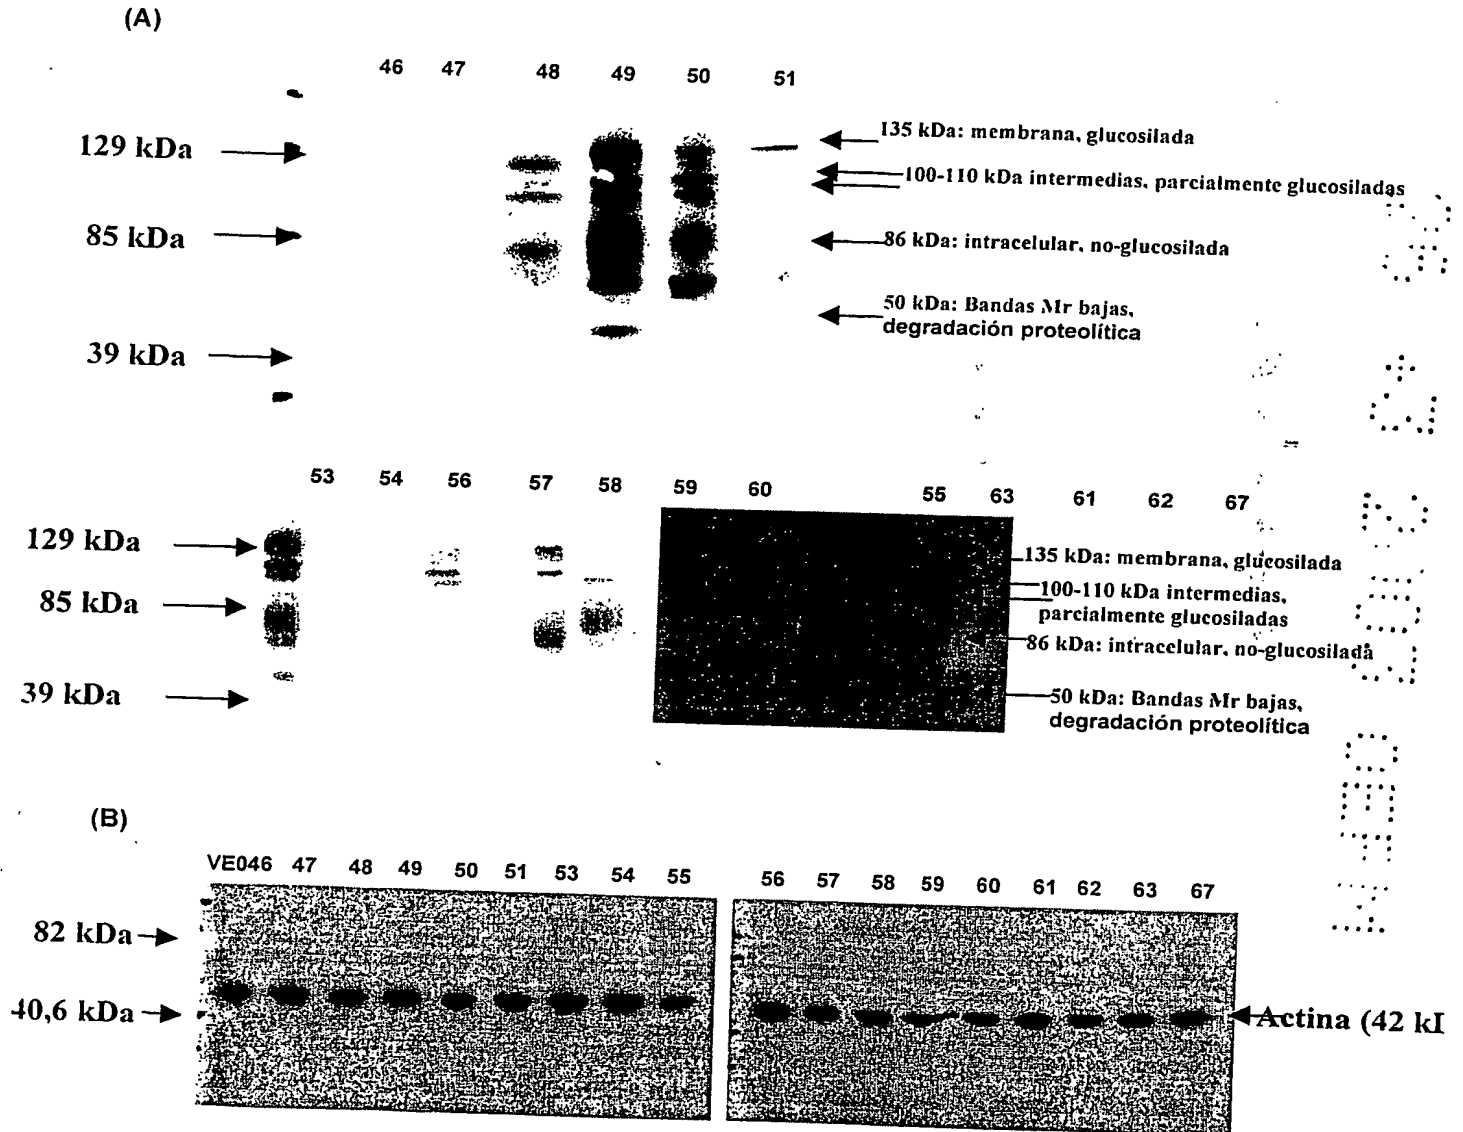 (A)
46 47 48 49 50 51
129 kDa
85 kDa
39 kDa
135 kDa: membrana, glucosilada
100-110 kDa intermedias, parcialmente glucosiladas
86 kDa: intracelular, no-glucosilada
50 kDa: Bandas Mr bajas,
degradación proteolítica
53 54 56 57 58 59 60 55 63 61 62 67
129 kDa
85 kDa
39 kDa
135 kDa: membrana, glucosilada
100-110 kDa intermedias,
parcialmente glucosiladas
86 kDa: intracelular, no-glucosilada
50 kDa: Bandas Mr bajas,
degradación proteolítica
(B)
VE046 47 48 49 50 51 53 54 55 56 57 58 59 60 61 62 63 67
82 kDa
40,6 kDa
Actina (42 kI